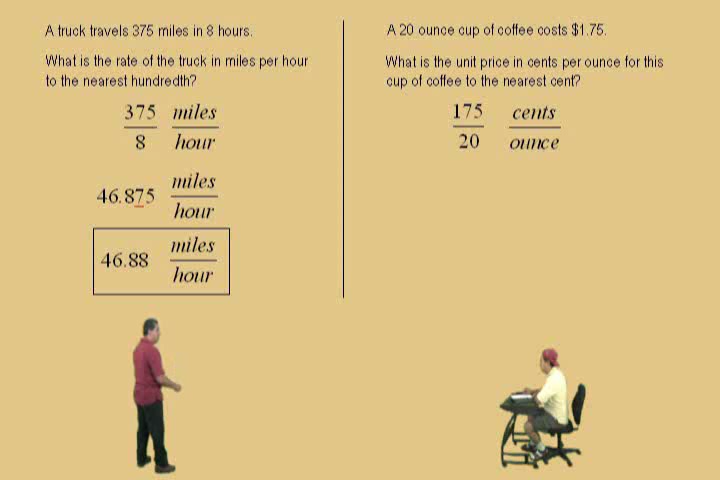 A truck travels 375 miles in 8 hours.
What is the rate of the truck in miles per hour
to the nearest hundredth?
375 miles
8 hour
46.875 miles
hour
46.88 miles
hour
A 20 ounce cup of coffee costs $1.75.
What is the unit price in cents per ounce for this
cup of coffee to the nearest cent?
175 cents
20 ounce